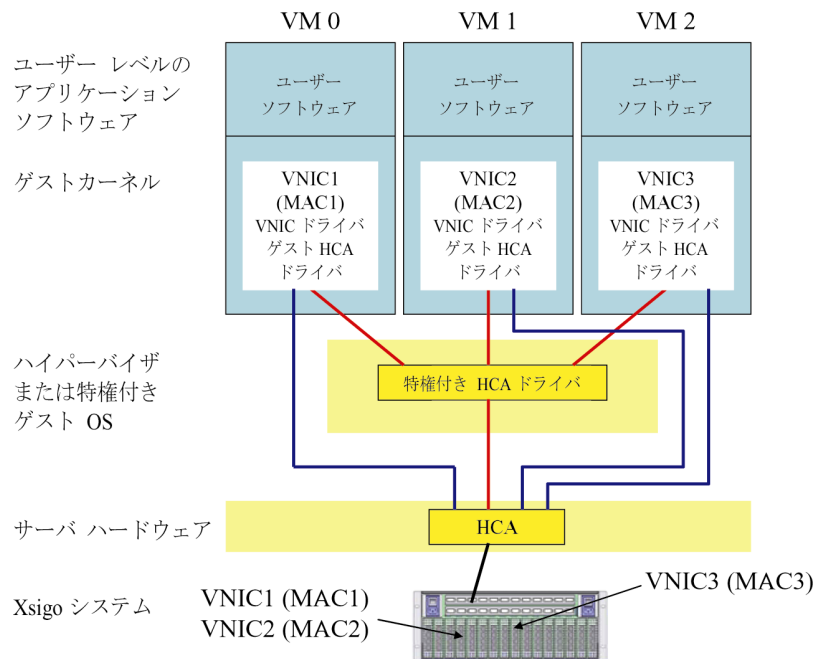 VM 0
VM 1
VM 2
ユーザー レベルの
アプリケーション
ソフトウェア
ユーザー
ソフトウェア
ユーザー
ソフトウェア
ユーザー
ソフトウェア
ゲストカーネル
VNIC1
(MAC1)
VNIC ドライバ
ゲスト HCA
ドライバ
VNIC2
(MAC2)
VNIC ドライバ
ゲスト HCA
ドライバ
VNIC3
(MAC3)
VNIC ドライバ
ゲスト HCA
ドライバ
ハイパーバイザ
または特権付き
ゲスト OS
特権付き HCA ドライバ
サーバ ハードウェア
HCA
Xsigo システム
VNIC1 (MAC1)
VNIC2 (MAC2)
VNIC3 (MAC3)